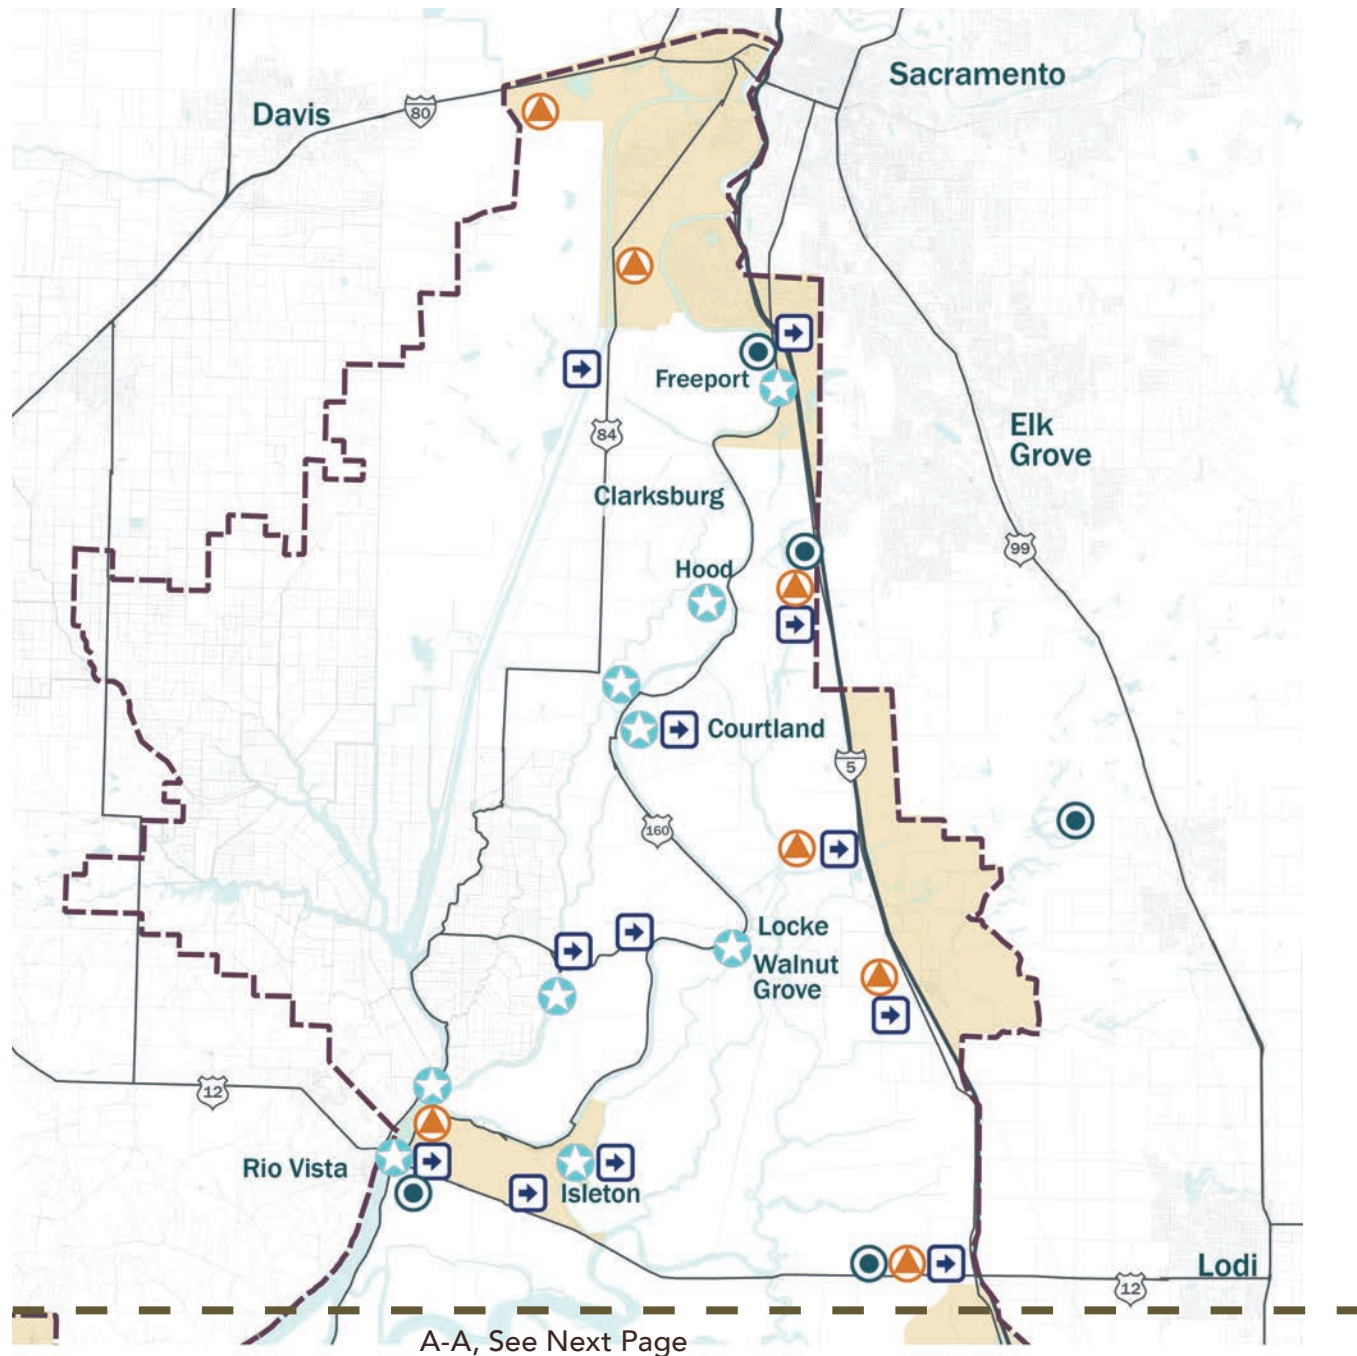 Sacramento
Davis
80
Freeport
84
Elk
Grove
Clarksburg
99
Hood
Courtland
5
160
Locke
Walnut
Grove
12
Rio Vista
Isleton
Lodi
12
A-A, See Next Page